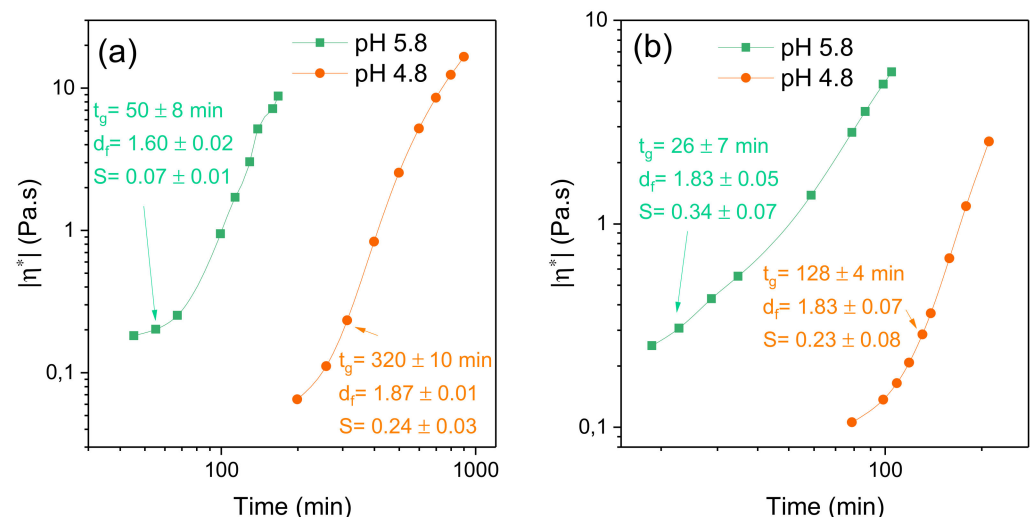 (a)
pH 5.8
pH 4.8
10
1
0,1
|η*| (Pa.s)
t_g= 50 ± 8 min
d_f= 1.60 ± 0.02
S= 0.07 ± 0.01
t_g= 320 ± 10 min
d_f= 1.87 ± 0.01
S= 0.24 ± 0.03
100
1000
Time (min)
(b)
pH 5.8
pH 4.8
10
1
0,1
|η*| (Pa.s)
t_g= 26 ± 7 min
d_f= 1.83 ± 0.05
S= 0.34 ± 0.07
t_g= 128 ± 4 min
d_f= 1.83 ± 0.07
S= 0.23 ± 0.08
100
Time (min)